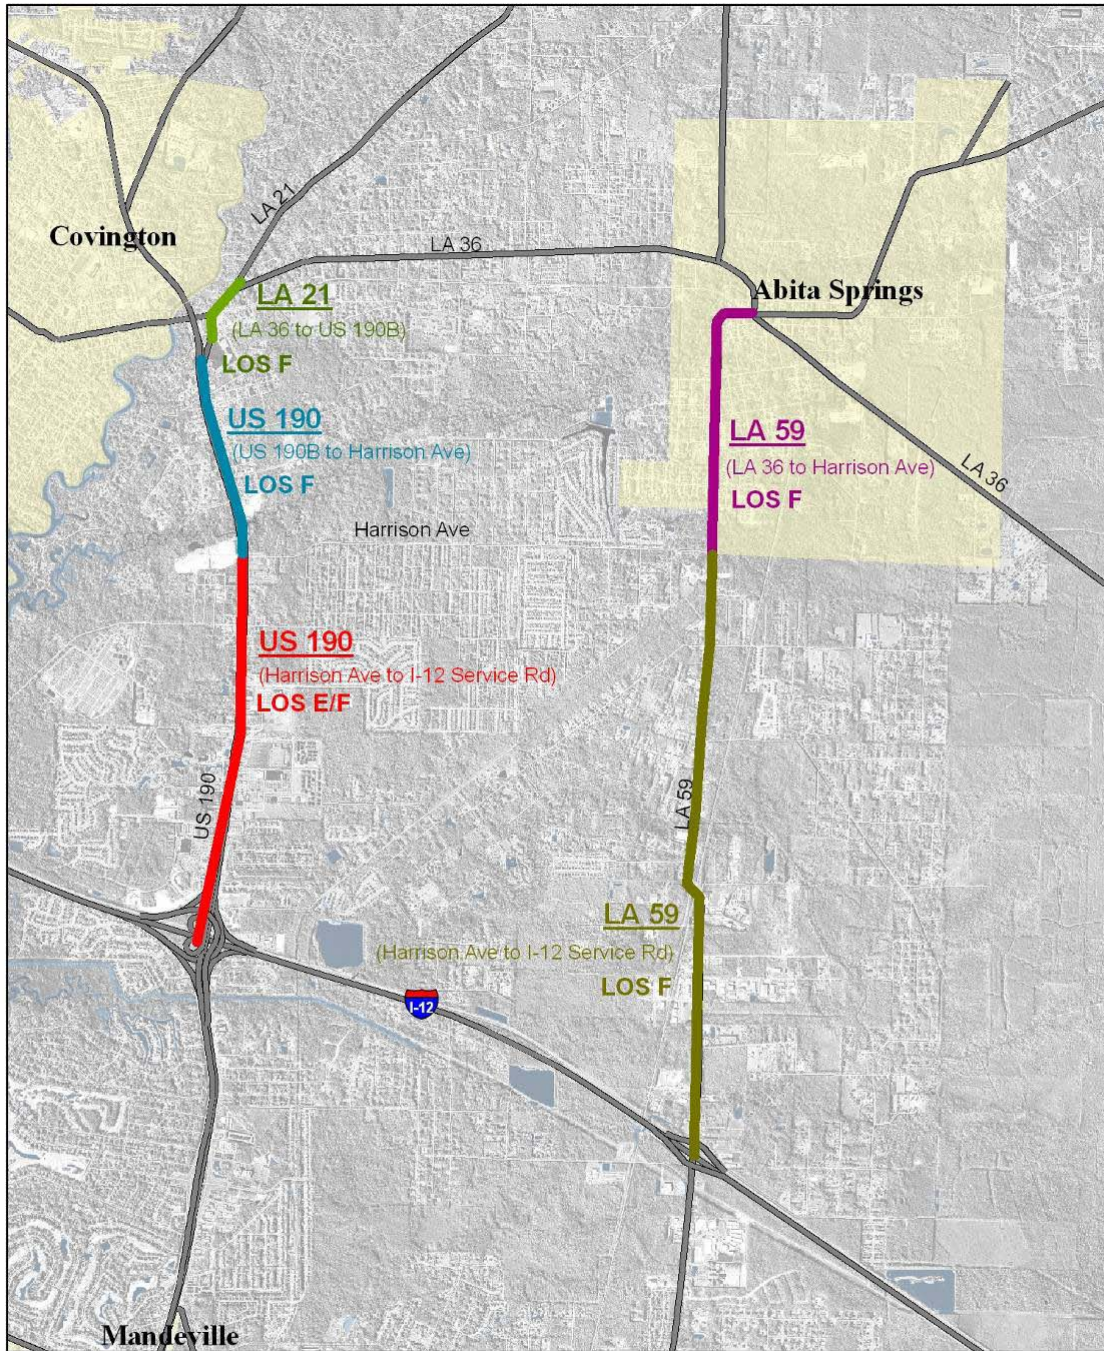 LA 21
Covington
LA 36
LA 21
(LA 36 to US 190B)
LOS F
Abita Springs
US 190
(US 190B to Harrison Ave)
LOS F
LA 59
(LA 36 to Harrison Ave)
LOS F
LA 36
Harrison Ave
US 190
(Harrison Ave to I-12 Service Rd)
LOS E/F
US 190
LA 59
LA 59
(Harrison Ave to I-12 Service Rd)
LOS F
I-12
Mandeville